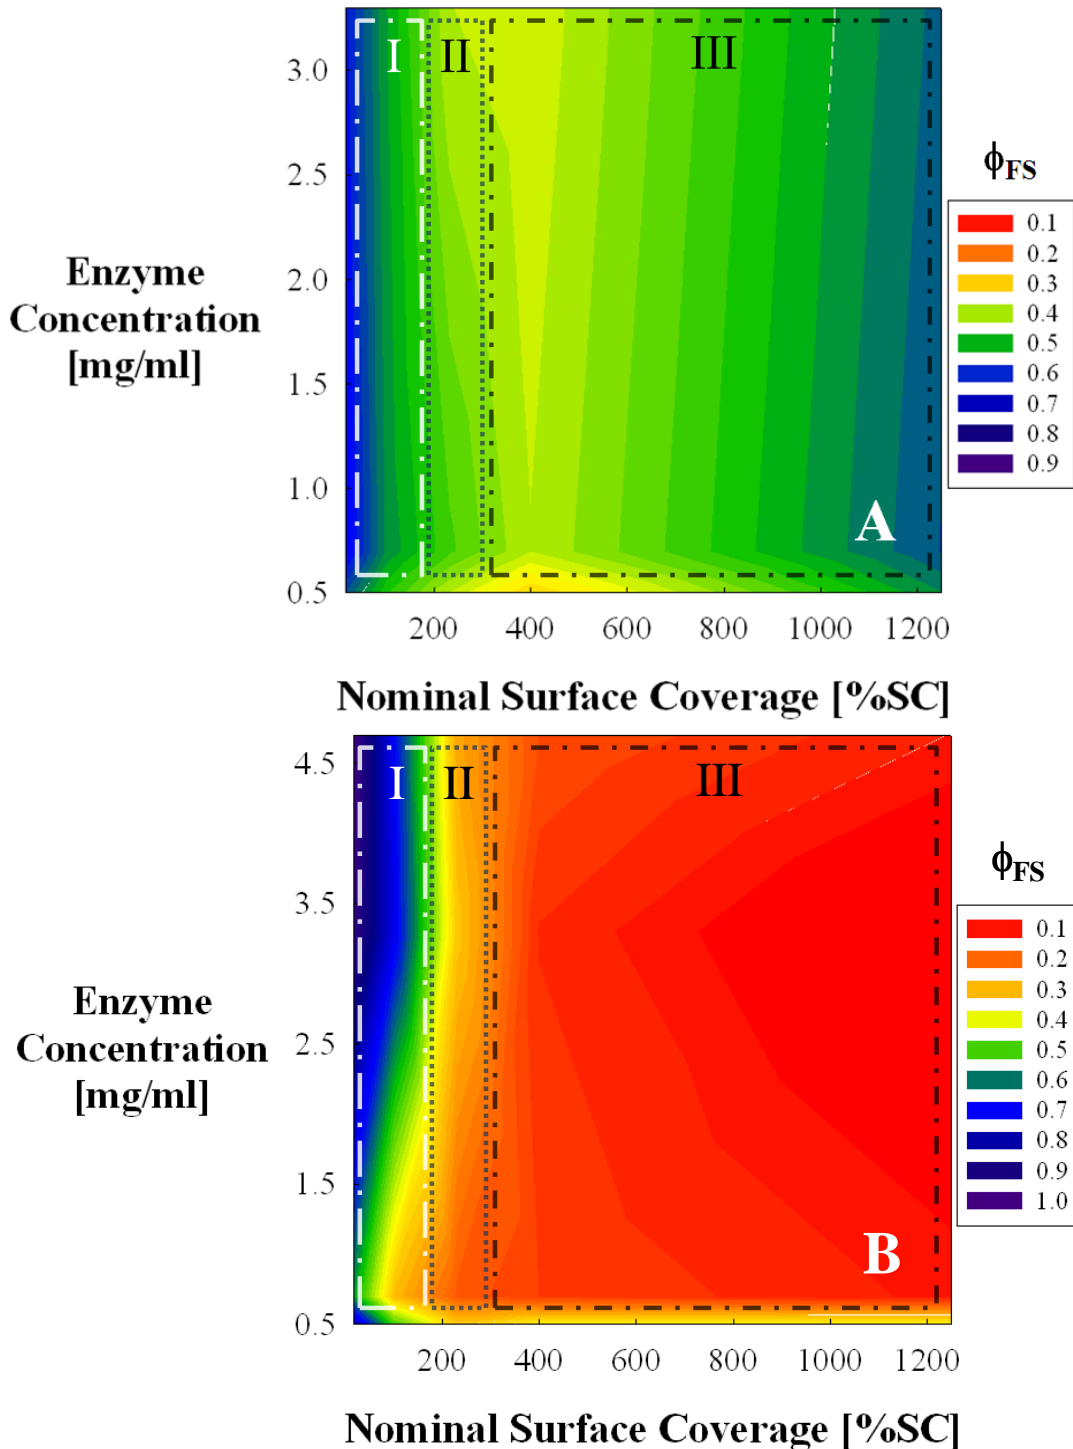 I II III
3.0
2.5
2.0
1.5
1.0
0.5
Enzyme
Concentration
[mg/ml]
ϕFS
0.1
0.2
0.3
0.4
0.5
0.6
0.7
0.8
0.9
A
200 400 600 800 1000 1200
Nominal Surface Coverage [%SC]
I II III
4.5
3.5
2.5
1.5
0.5
Enzyme
Concentration
[mg/ml]
ϕFS
0.1
0.2
0.3
0.4
0.5
0.6
0.7
0.8
0.9
1.0
B
200 400 600 800 1000 1200
Nominal Surface Coverage [%SC]